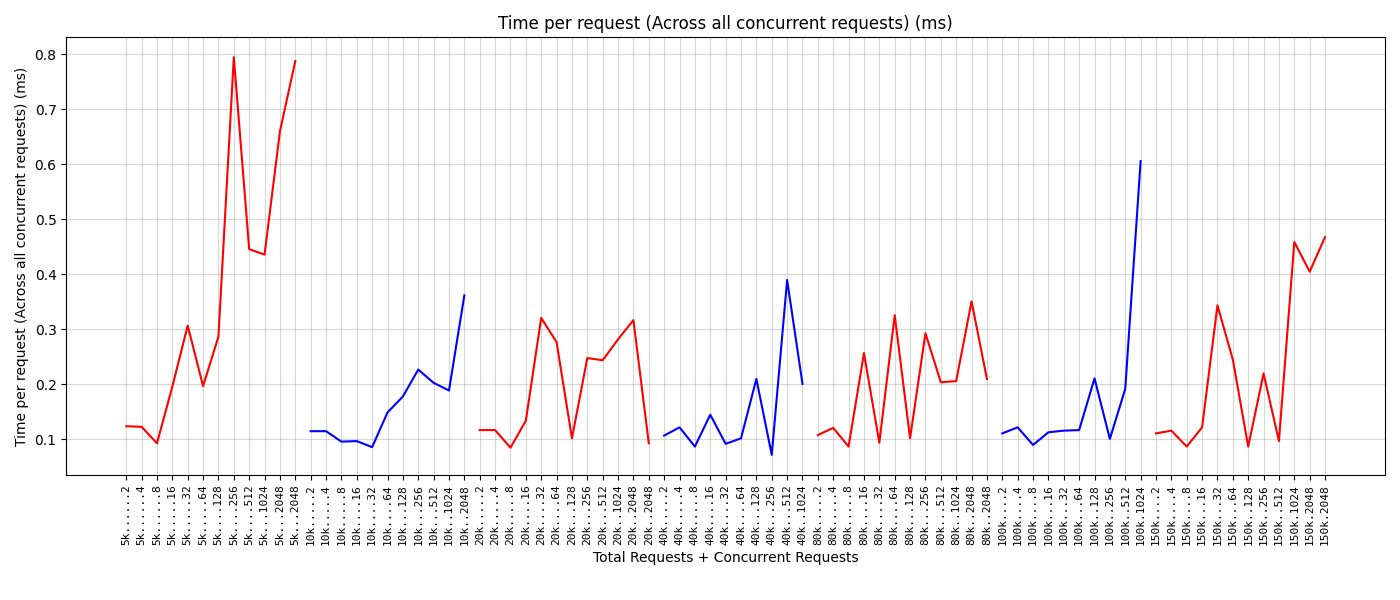 Time per request (Across all concurrent requests) (ms)
Time per request (Across all concurrent requests) (ms)
0.8
0.7
0.6
0.5
0.4
0.3
0.2
0.1
5k......2
5k......4
5k......8
5k.....16
5k.....32
5k.....64
5k....128
5k....256
5k....512
5k...1024
5k...2048
5k...2048
10k.....2
10k.....4
10k.....8
10k....16
10k....32
10k....64
10k...128
10k...256
10k...512
10k..1024
10k..2048
20k.....2
20k.....4
20k.....8
20k....16
20k....32
20k....64
20k...128
20k...256
20k...512
20k..1024
20k..2048
20k..2048
40k.....2
40k.....4
40k.....8
40k....16
40k....32
40k....64
40k...128
40k...256
40k...512
40k..1024
80k.....2
80k.....4
80k.....8
80k....16
80k....32
80k....64
80k...128
80k...256
80k...512
80k..1024
80k..2048
80k..2048
100k....2
100k....4
100k....8
100k...16
100k...32
100k...64
100k..128
100k..256
100k..512
100k.1024
150k....2
150k....4
150k....8
150k...16
150k...32
150k...64
150k..128
150k..256
150k..512
150k.1024
150k.2048
150k.2048
Total Requests + Concurrent Requests